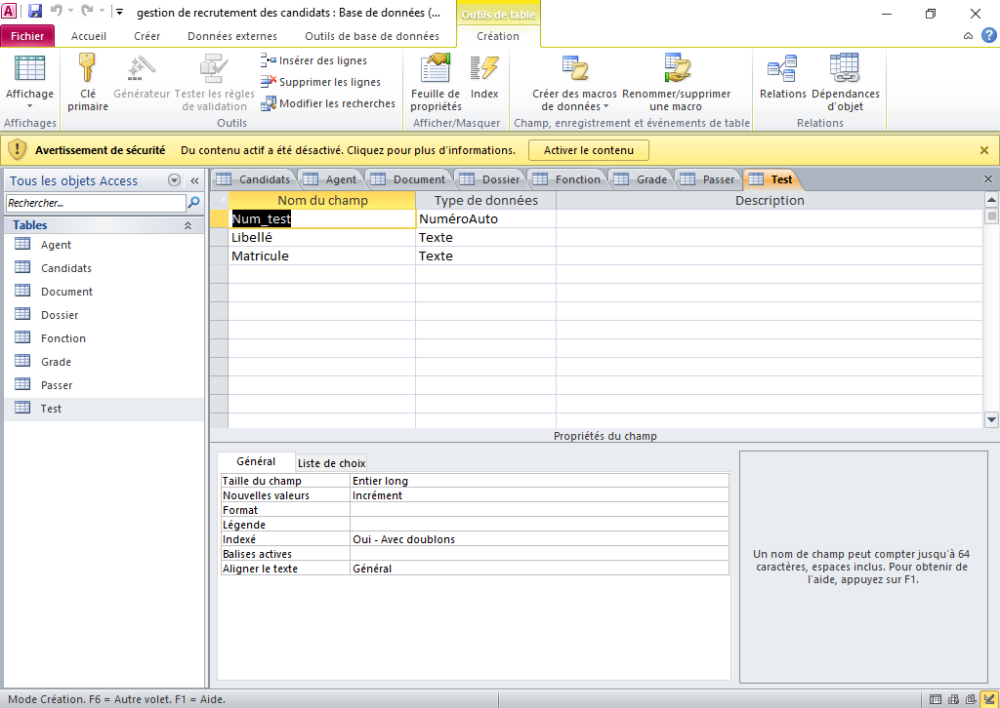 gestion de recrutement des candidats : Base de données (...
Outils de table
Fichier Accueil Créer Données externes Outils de base de données Création
Affichage
Clé primaire
Générateur
Tester les règles de validation
Insérer des lignes
Supprimer les lignes
Modifier les recherches
Feuille de propriétés
Index
Créer des macros de données
Renommer/supprimer une macro
Relations
Dépendances d'objet
Affichages Outils Afficher/Masquer Champ, enregistrement et événements de table Relations
Avertissement de sécurité Du contenu actif a été désactivé. Cliquez pour plus d'informations. Activer le contenu
Tous les objets Access
Rechercher...
Tables
Agent
Candidats
Document
Dossier
Fonction
Grade
Passer
Test
Candidats Agent Document Dossier Fonction Grade Passer Test
Nom du champ Type de données Description
Num_test NuméroAuto
Libellé Texte
Matricule Texte
Propriétés du champ
Général Liste de choix
Taille du champ Entier long
Nouvelles valeurs Incrément
Format
Légende
Indexé Oui - Avec doublons
Balises actives
Aligner le texte Général
Un nom de champ peut compter jusqu'à 64
caractères, espaces inclus. Pour obtenir de
l'aide, appuyez sur F1.
Mode Création. F6 = Autre volet. F1 = Aide.